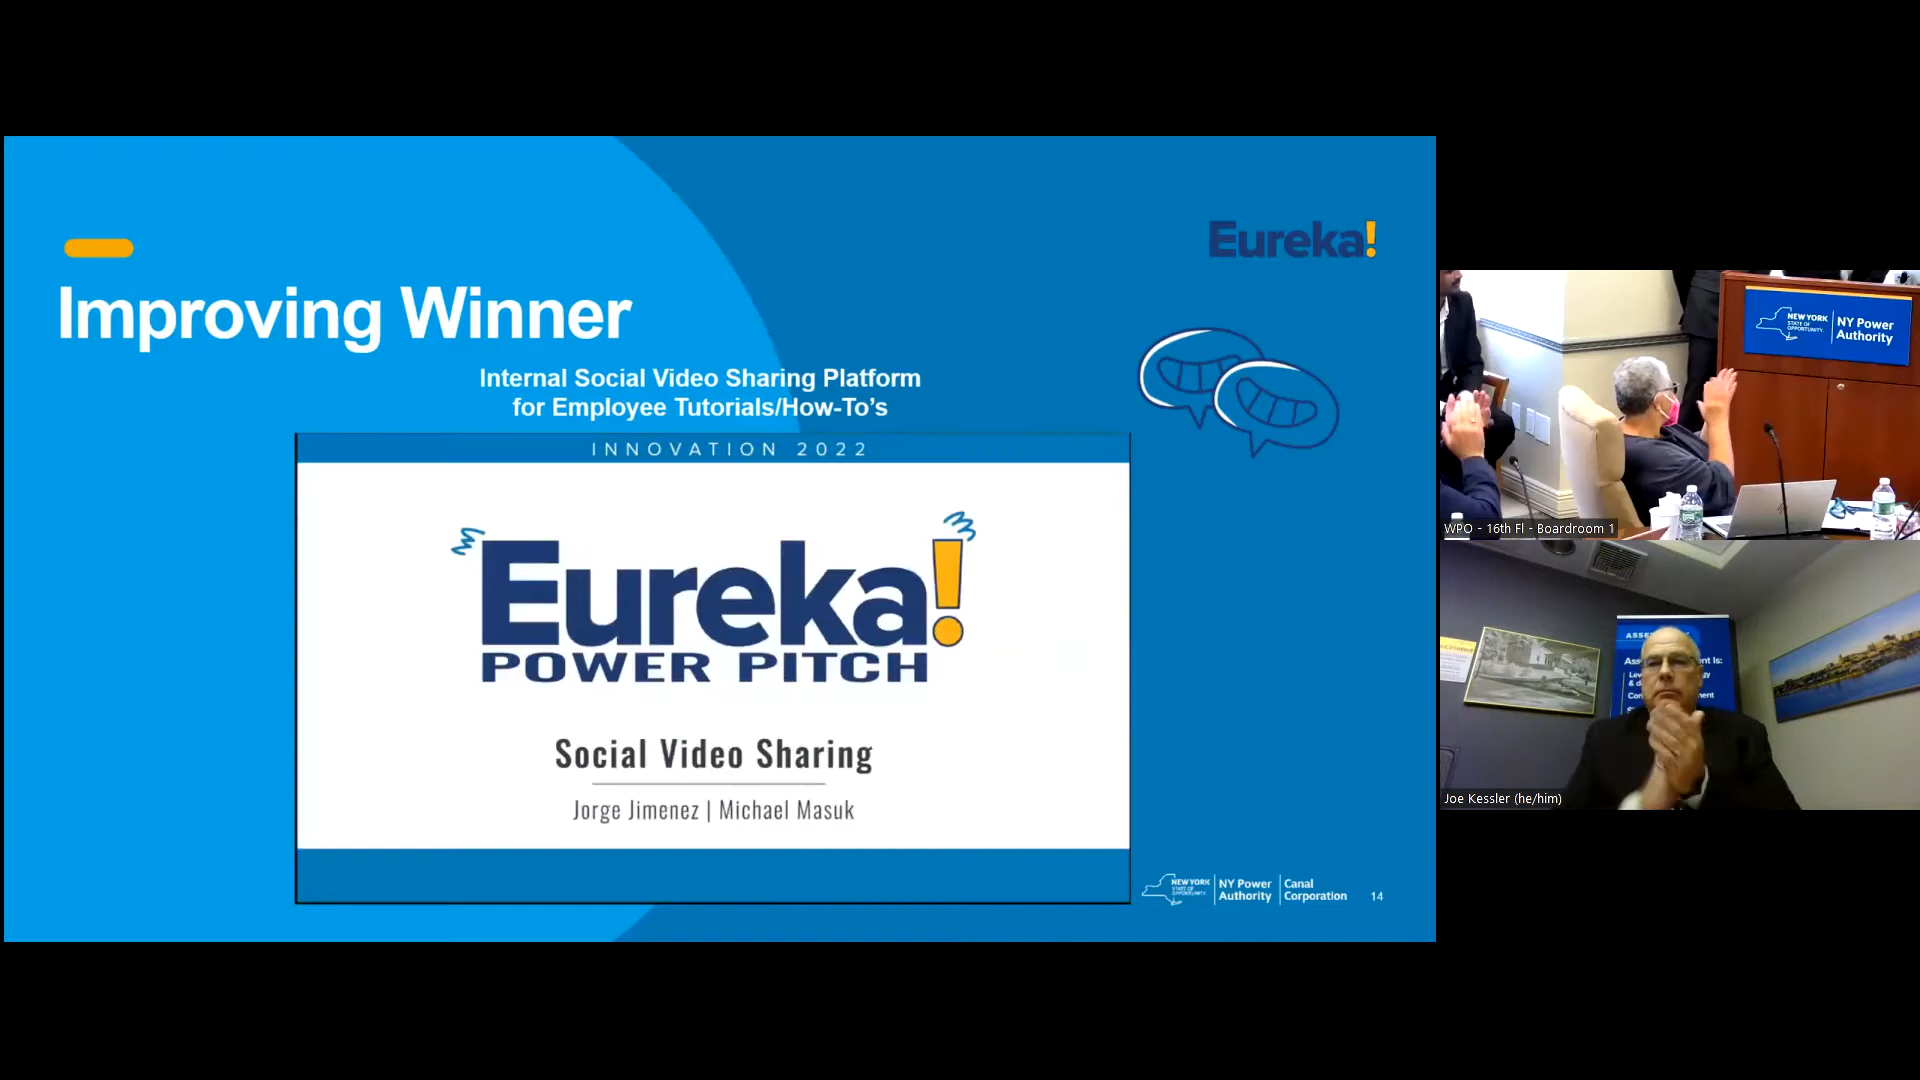 Eureka!
Improving Winner
Internal Social Video Sharing Platform
for Employee Tutorials/How-To's
INNOVATION 2022
Eureka!
POWER PITCH
Social Video Sharing
Jorge Jimenez | Michael Masuk
NEW YORK
STATE OF
OPPORTUNITY.
NY Power
Authority
Canal
Corporation
14
NEW YORK
STATE OF
OPPORTUNITY.
NY Power
Authority
WPO - 16th Fl - Boardroom 1
Joe Kessler (he/him)